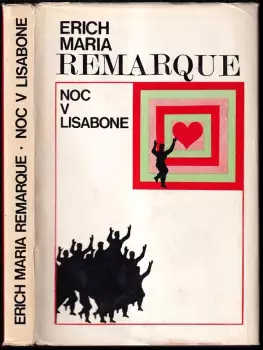 ERICH MARIA REMARQUE · NOC V LISABONE
ERICH
MARIA
REMARQUE
NOC
V
LISABONE